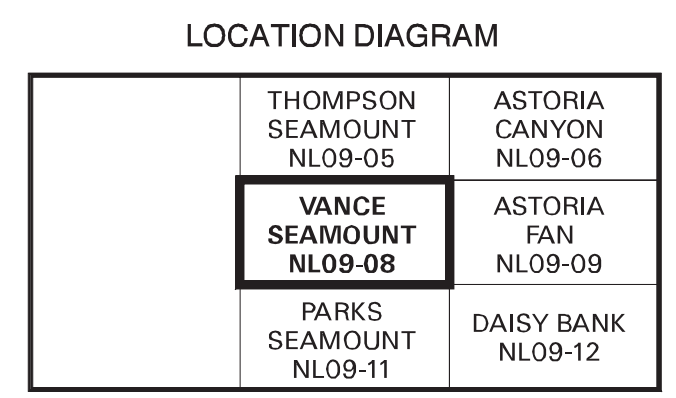 LOCATION DIAGRAM
THOMPSON
SEAMOUNT
NL09-05
ASTORIA
CANYON
NL09-06
VANCE
SEAMOUNT
NL09-08
ASTORIA
FAN
NL09-09
PARKS
SEAMOUNT
NL09-11
DAISY BANK
NL09-12